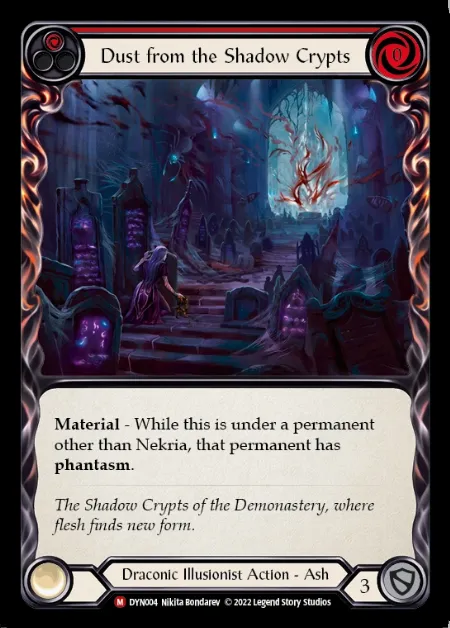 Dust from the Shadow Crypts
0
Material - While this is under a permanent
other than Nekria, that permanent has
phantasm.
The Shadow Crypts of the Demonastery, where
flesh finds new form.
Draconic Illusionist Action - Ash
3
M DYN004 Nikita Bondarev © 2022 Legend Story Studios